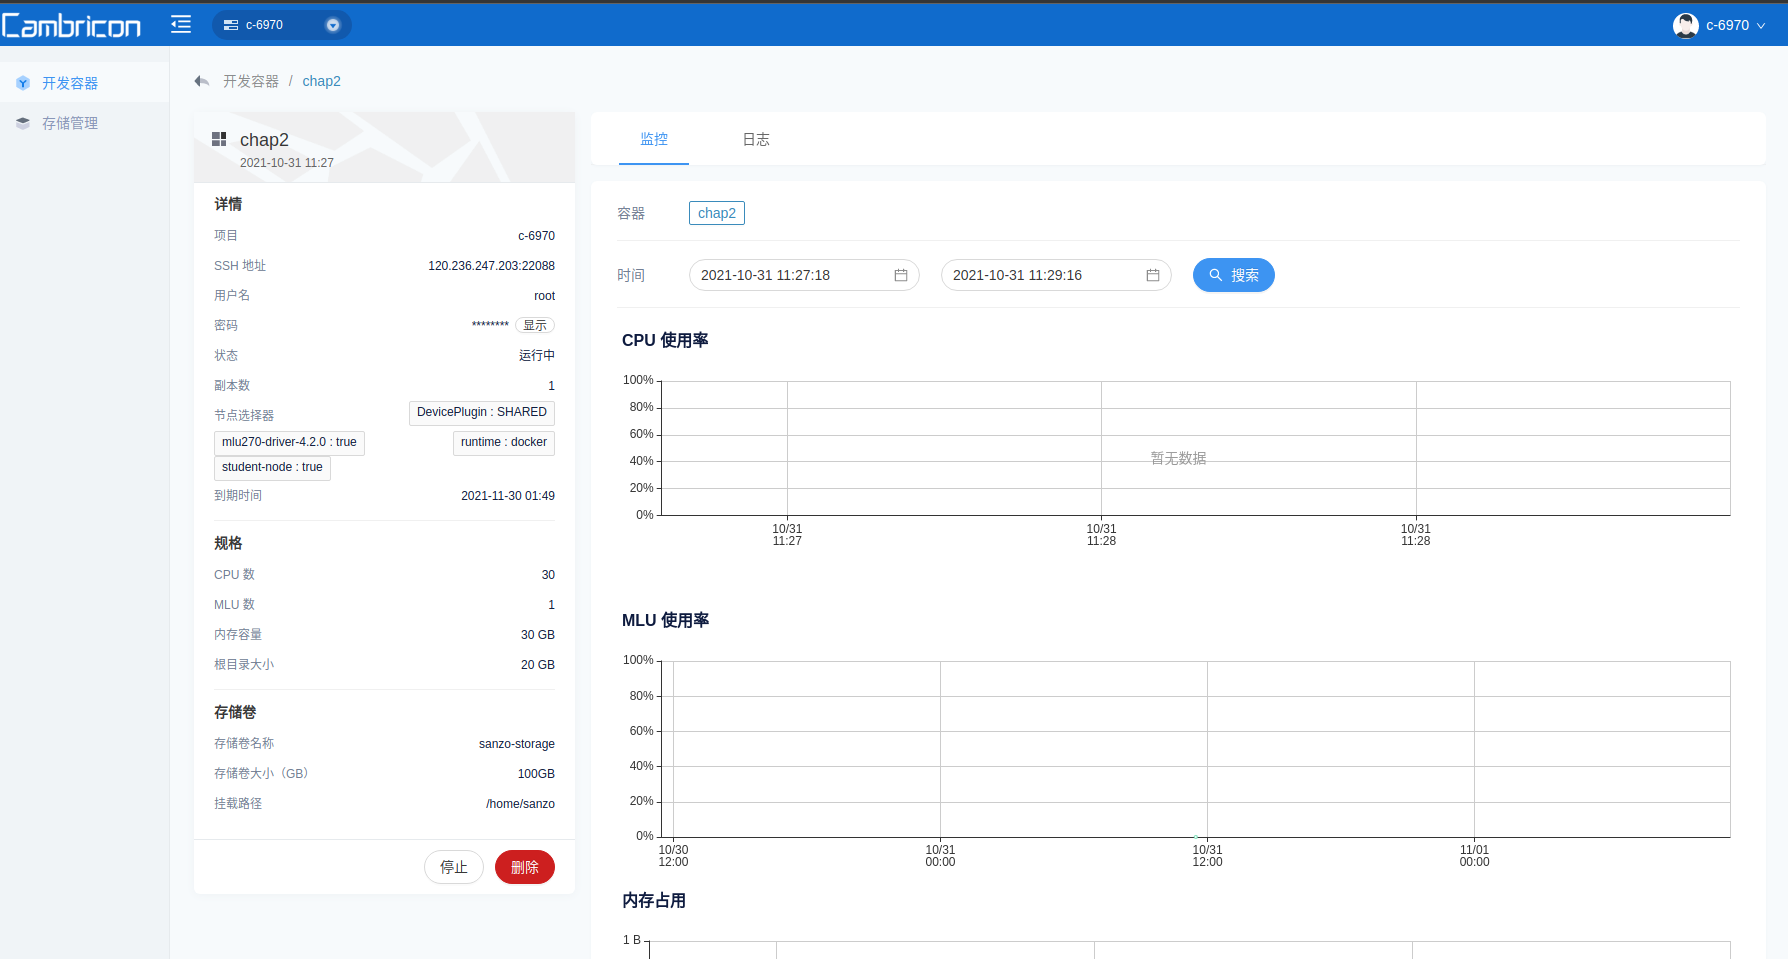 Cambricon
c-6970
c-6970
开发容器
存储管理
开发容器 / chap2
chap2
2021-10-31 11:27
详情
项目 c-6970
SSH 地址 120.236.247.203:22088
用户名 root
密码 ******** 显示
状态 运行中
副本数 1
节点选择器 DevicePlugin : SHARED
mlu270-driver-4.2.0 : true runtime : docker
student-node : true
到期时间 2021-11-30 01:49
规格
CPU 数 30
MLU 数 1
内存容量 30 GB
根目录大小 20 GB
存储卷
存储卷名称 sanzo-storage
存储卷大小（GB） 100GB
挂载路径 /home/sanzo
停止 删除
监控 日志
容器 chap2
时间 2021-10-31 11:27:18 2021-10-31 11:29:16 搜索
CPU 使用率
100%
80%
60%
40%
20%
0%
暂无数据
10/31 10/31 10/31
11:27 11:28 11:28
MLU 使用率
100%
80%
60%
40%
20%
0%
10/30 10/31 10/31 11/01
12:00 00:00 12:00 00:00
内存占用
1 B